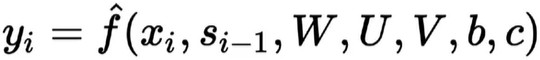 $y_i = \hat{f}(x_i, s_{i-1}, W, U, V, b, c)$